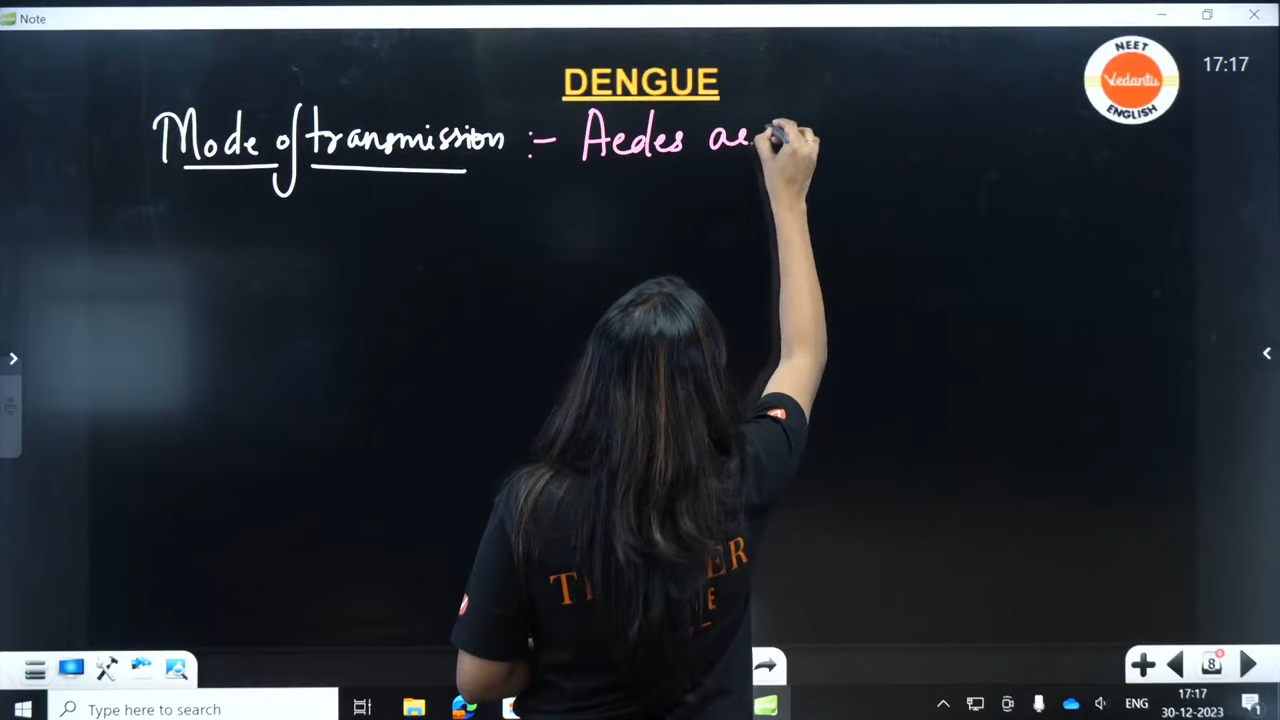 Note
NEET
Vedantu
ENGLISH
17:17
DENGUE
Mode of transmission :- Aedes ae
8
Type here to search
ENG
17:17
30-12-2023
1